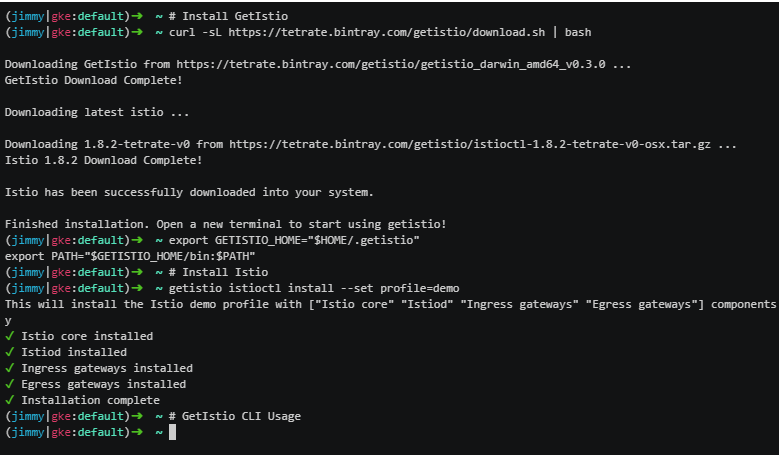 (jimmy|gke:default)➜ ~ # Install GetIstio
(jimmy|gke:default)➜ ~ curl -sL https://tetrate.bintray.com/getistio/download.sh | bash
Downloading GetIstio from https://tetrate.bintray.com/getistio/getistio_darwin_amd64_v0.3.0 ...
GetIstio Download Complete!
Downloading latest istio ...
Downloading 1.8.2-tetrate-v0 from https://tetrate.bintray.com/getistio/istioctl-1.8.2-tetrate-v0-osx.tar.gz ...
Istio 1.8.2 Download Complete!
Istio has been successfully downloaded into your system.
Finished installation. Open a new terminal to start using getistio!
(jimmy|gke:default)➜ ~ export GETISTIO_HOME="$HOME/.getistio"
export PATH="$GETISTIO_HOME/bin:$PATH"
(jimmy|gke:default)➜ ~ # Install Istio
(jimmy|gke:default)➜ ~ getistio istioctl install --set profile=demo
This will install the Istio demo profile with ["Istio core" "Istiod" "Ingress gateways" "Egress gateways"] components
y
✓ Istio core installed
✓ Istiod installed
✓ Ingress gateways installed
✓ Egress gateways installed
✓ Installation complete
(jimmy|gke:default)➜ ~ # GetIstio CLI Usage
(jimmy|gke:default)➜ ~